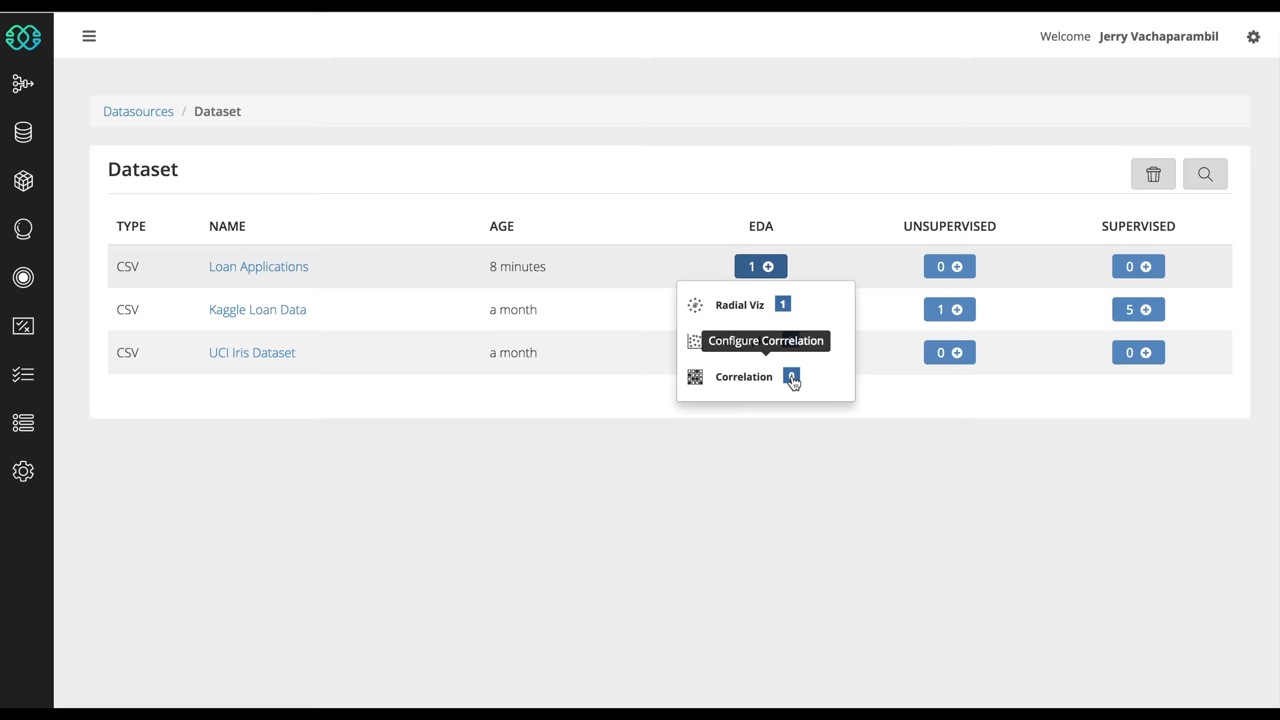 Welcome Jerry Vachaparambil
Datasources / Dataset
Dataset
TYPE NAME AGE EDA UNSUPERVISED SUPERVISED
CSV Loan Applications 8 minutes 1 0 0
CSV Kaggle Loan Data a month 1 5
CSV UCI Iris Dataset a month 0 0
Radial Viz 1
Configure Corrrelation
Correlation 0